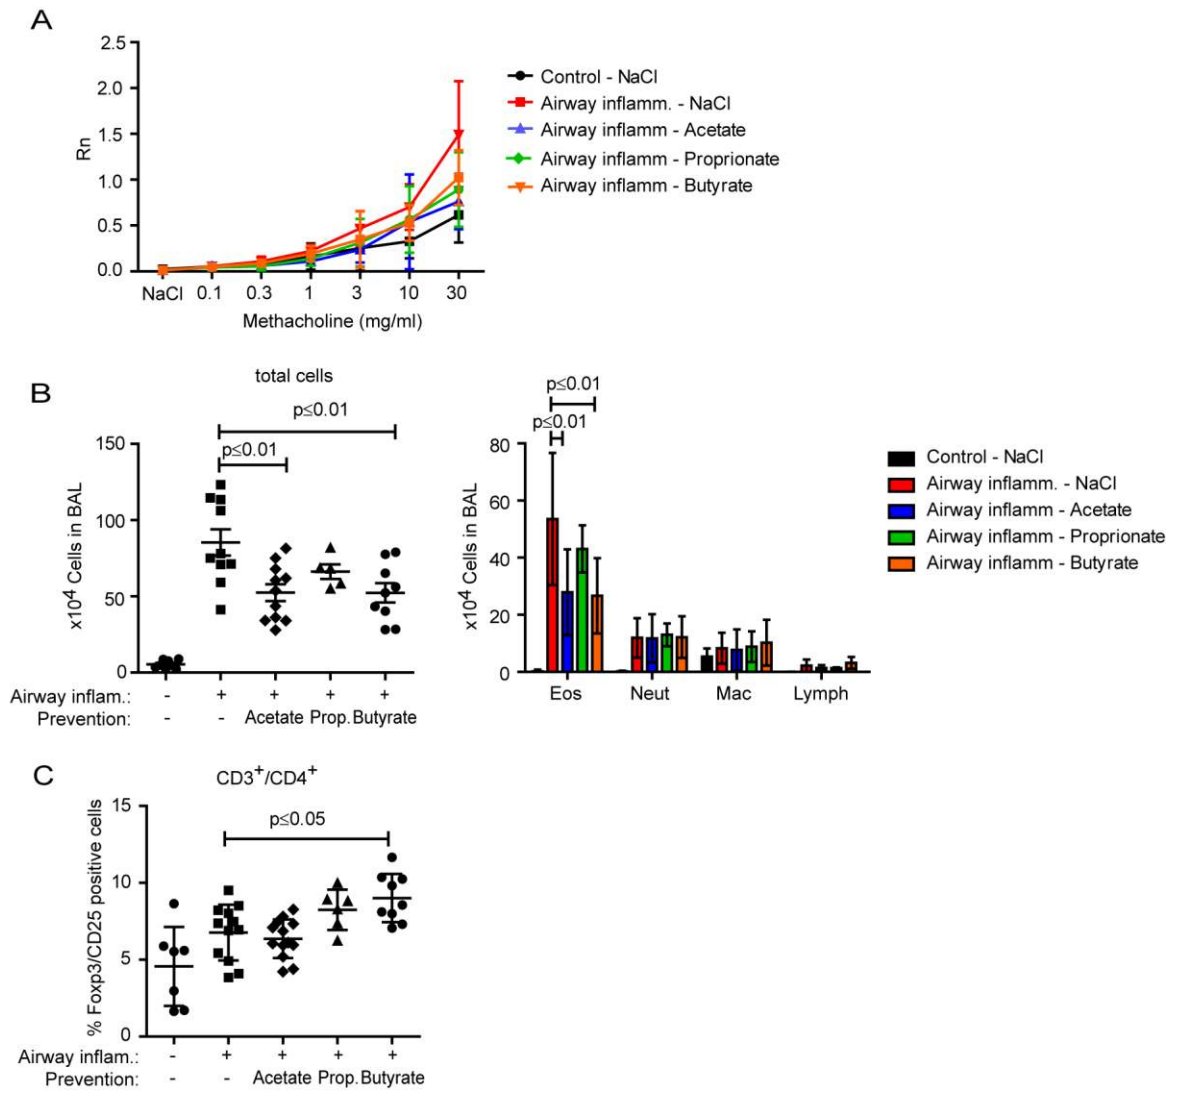 A
2.5
2.0
1.5
1.0
0.5
0.0
Rn
NaCl 0.1 0.3 1 3 10 30
Methacholine (mg/ml)
Control - NaCl
Airway inflamm. - NaCl
Airway inflamm - Acetate
Airway inflamm - Proprionate
Airway inflamm - Butyrate
B
total cells
p≤0.01
p≤0.01
150
100
50
0
x10⁴ Cells in BAL
Airway inflam.: - + + + +
Prevention: - - Acetate Prop. Butyrate
p≤0.01
p≤0.01
80
60
40
20
0
x10⁴ Cells in BAL
Eos Neut Mac Lymph
Control - NaCl
Airway inflamm. - NaCl
Airway inflamm - Acetate
Airway inflamm - Proprionate
Airway inflamm - Butyrate
C
CD3⁺/CD4⁺
p≤0.05
15
10
5
0
% Foxp3/CD25 positive cells
Airway inflam.: - + + + +
Prevention: - - Acetate Prop. Butyrate